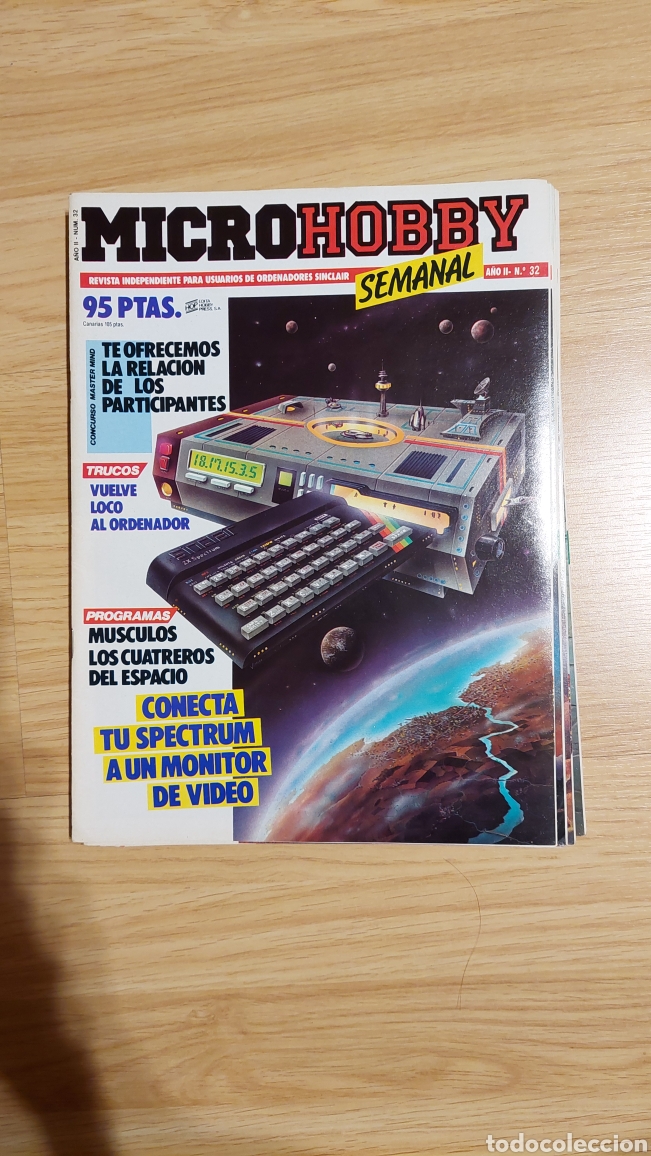 AÑO II - NUM. 32
MICROHOBBY
REVISTA INDEPENDIENTE PARA USUARIOS DE ORDENADORES SINCLAIR
SEMANAL
AÑO II- N.° 32
95 PTAS.
Canarias 105 ptas.
HOBBY
PRESS S.A.
CONCURSO MASTER MIND
TE OFRECEMOS
LA RELACION
DE LOS
PARTICIPANTES
TRUCOS
VUELVE
LOCO
AL ORDENADOR
18.17.15.3.5
sinclair
ZX Spectrum
PROGRAMAS
MUSCULOS
LOS CUATREROS
DEL ESPACIO
CONECTA
TU SPECTRUM
A UN MONITOR
DE VIDEO
todocoleccion